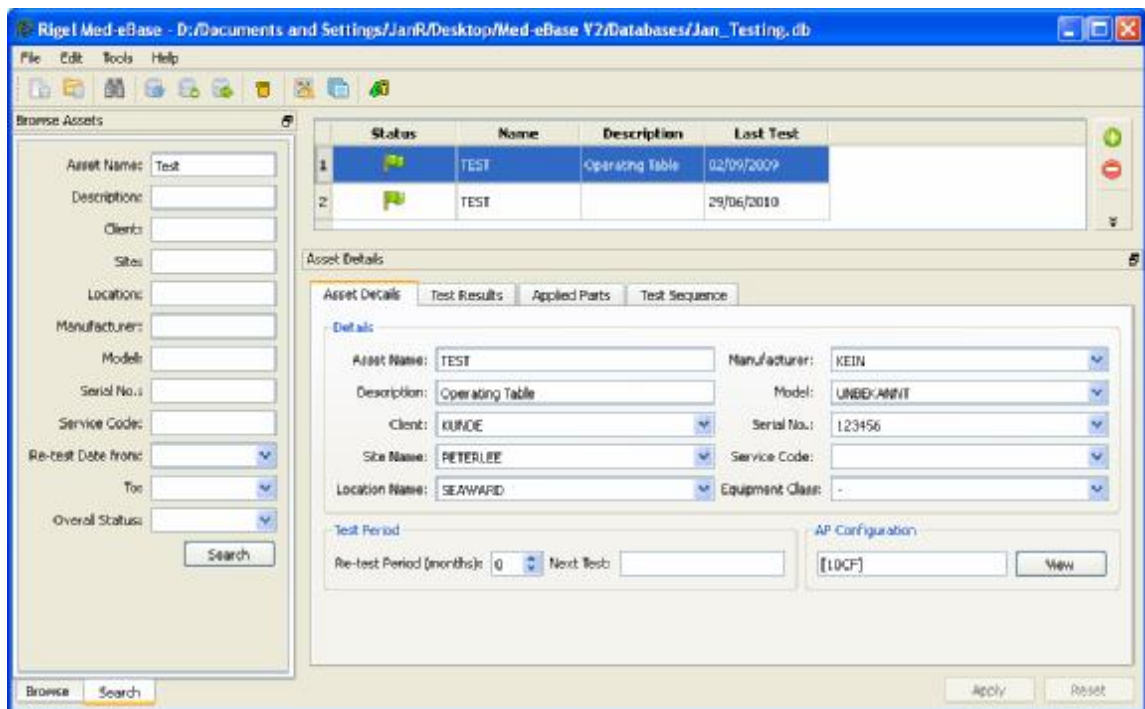 Rigel Med-eBase - D:/Documents and Settings/JanR/Desktop/Med-eBase V2/Databases/Jan_Testing.db
File Edit Tools Help
Browse Assets
Asset Name: Test
Description:
Client:
Site:
Location:
Manufacturer:
Model:
Serial No.:
Service Code:
Re-test Date from:
To:
Overal Status:
Search
Browse Search
Status Name Description Last Test
1 TEST Operating Table 02/09/2009
2 TEST 29/06/2010
Asset Details
Asset Details Test Results Applied Parts Test Sequence
Details
Asset Name: TEST Manufacturer: KEIN
Description: Operating Table Model: UNBEKANNT
Client: KUNDE Serial No.: 123456
Site Name: PETERLEE Service Code:
Location Name: SEAWARD Equipment Class: -
Test Period AP Configuration
Re-test Period (months): 0 Next Test: [10CF] View
Apply Reset